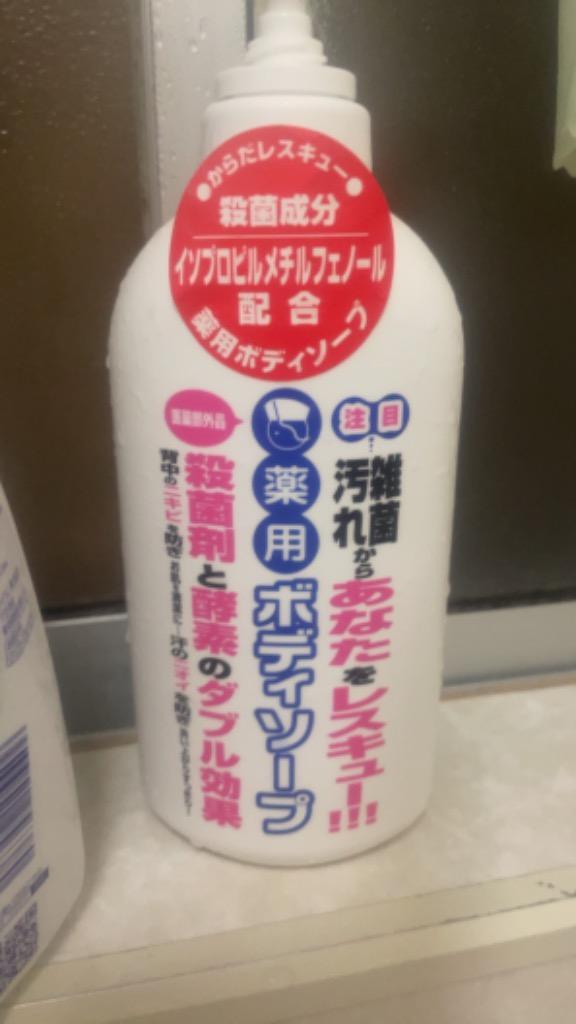 ●からだレスキュー●
殺菌成分
イソプロピルメチルフェノール
配合
薬用ボディソープ
注目
雑菌
汚れからあなたをレスキュー!!!
薬用ボディソープ
医薬部外品
殺菌剤と酵素のダブル効果
背中のニキビを防ぎ
汗のニオイを防ぎ